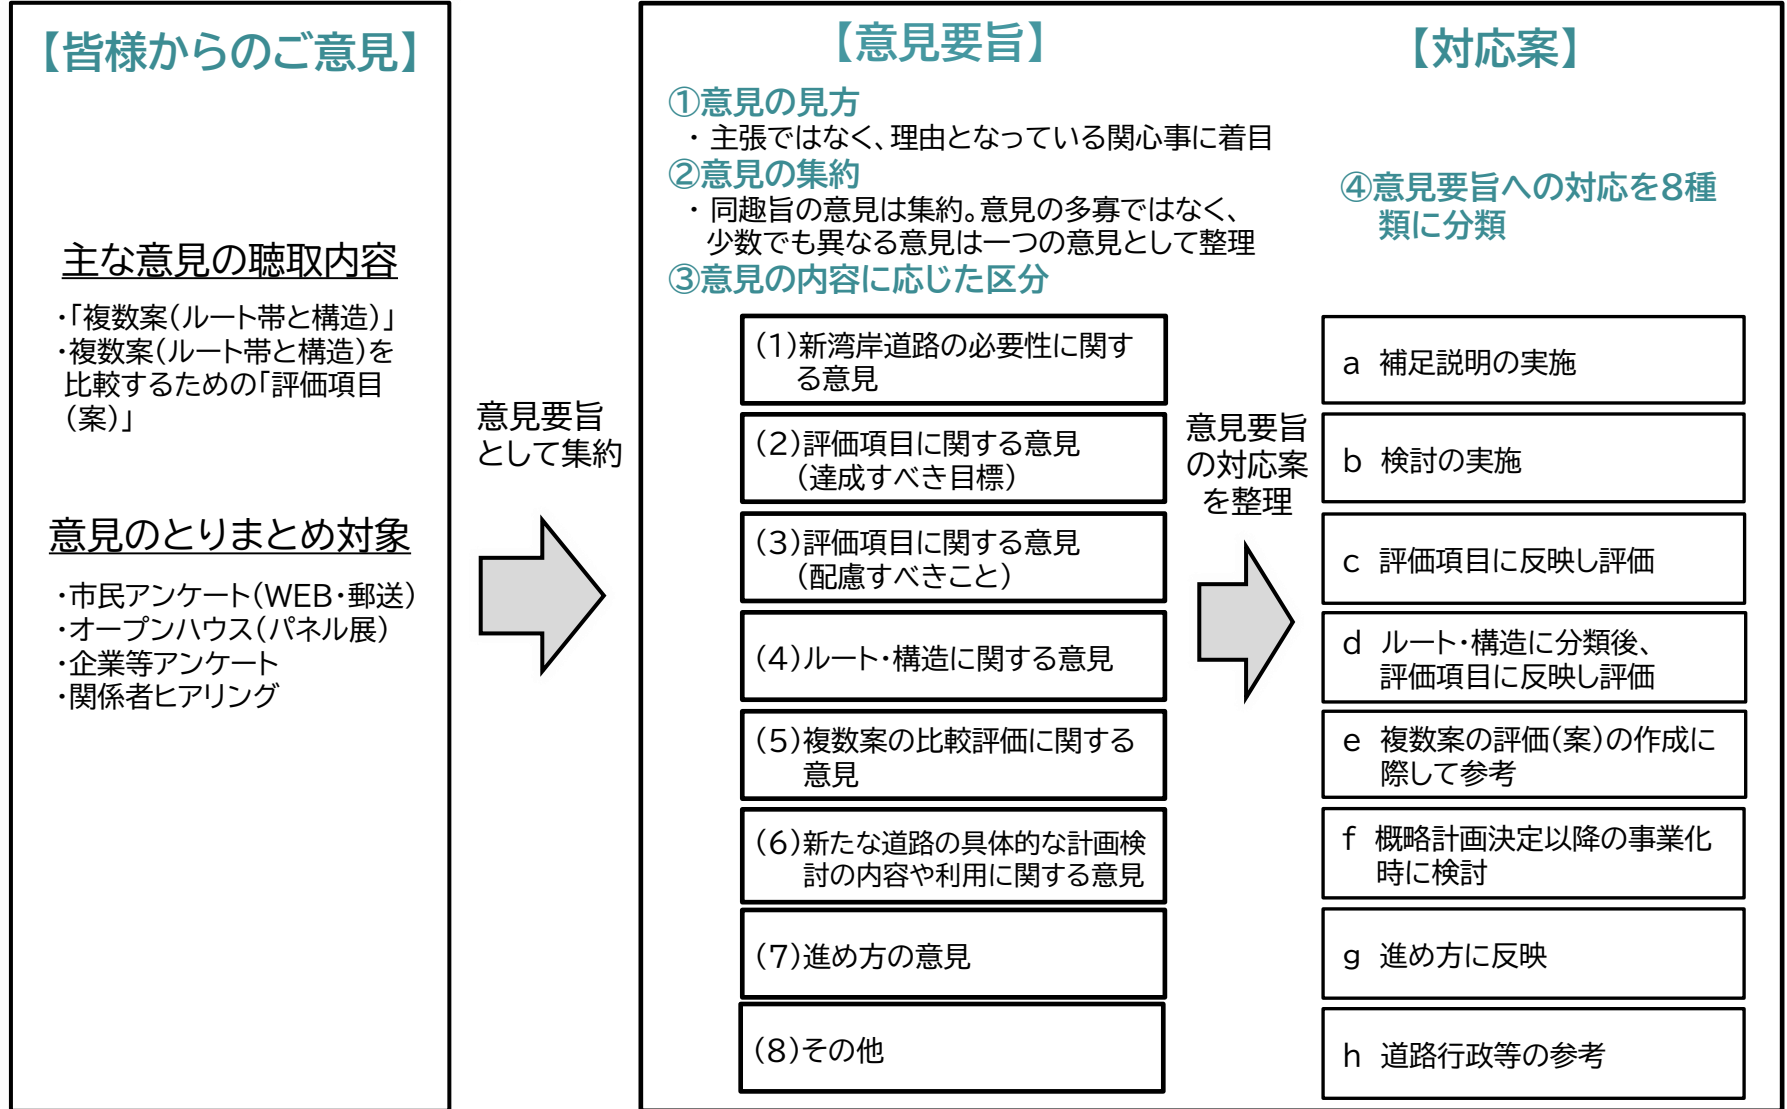 【皆様からのご意見】
主な意見の聴取内容
・「複数案(ルート帯と構造)」
・複数案(ルート帯と構造)を
比較するための「評価項目
(案)」
意見のとりまとめ対象
・市民アンケート(WEB・郵送)
・オープンハウス(パネル展)
・企業等アンケート
・関係者ヒアリング
意見要旨
として集約
【意見要旨】
①意見の見方
・ 主張ではなく、理由となっている関心事に着目
②意見の集約
・ 同趣旨の意見は集約。意見の多寡ではなく、
少数でも異なる意見は一つの意見として整理
③意見の内容に応じた区分
(1)新湾岸道路の必要性に関す
る意見
(2)評価項目に関する意見
(達成すべき目標)
(3)評価項目に関する意見
(配慮すべきこと)
(4)ルート・構造に関する意見
(5)複数案の比較評価に関する
意見
(6)新たな道路の具体的な計画検
討の内容や利用に関する意見
(7)進め方の意見
(8)その他
意見要旨
の対応案
を整理
【対応案】
④意見要旨への対応を8種
類に分類
a 補足説明の実施
b 検討の実施
c 評価項目に反映し評価
d ルート・構造に分類後、
評価項目に反映し評価
e 複数案の評価(案)の作成に
際して参考
f 概略計画決定以降の事業化
時に検討
g 進め方に反映
h 道路行政等の参考